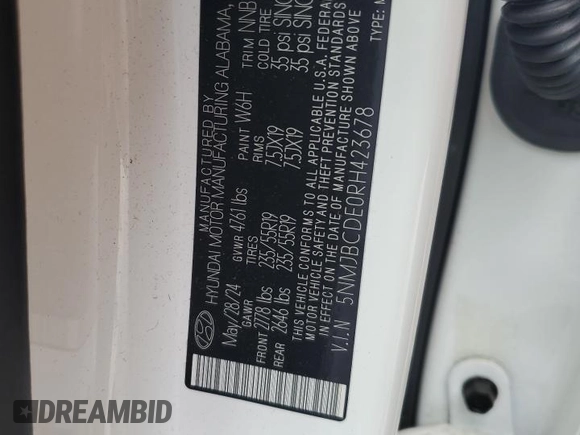 MANUFACTURED BY
HYUNDAI MOTOR MANUFACTURING ALABAMA,
May/28/24 GVWR 4761 lbs PAINT W6H TRIM NNB
GAWR TIRES RIMS COLD TIRE
FRONT 2778 lbs 235/55R19 7.5JX19 35 psi SINC
REAR 2646 lbs 235/55R19 7.5JX19 35 psi SINC
THIS VEHICLE CONFORMS TO ALL APPLICABLE U.S.A. FEDERAL
MOTOR VEHICLE SAFETY AND THEFT PREVENTION STANDARDS
IN EFFECT ON THE DATE OF MANUFACTURE SHOWN ABOVE
V.I.N 5NMJBCDE0RH423678 TYPE:
DREAMBID